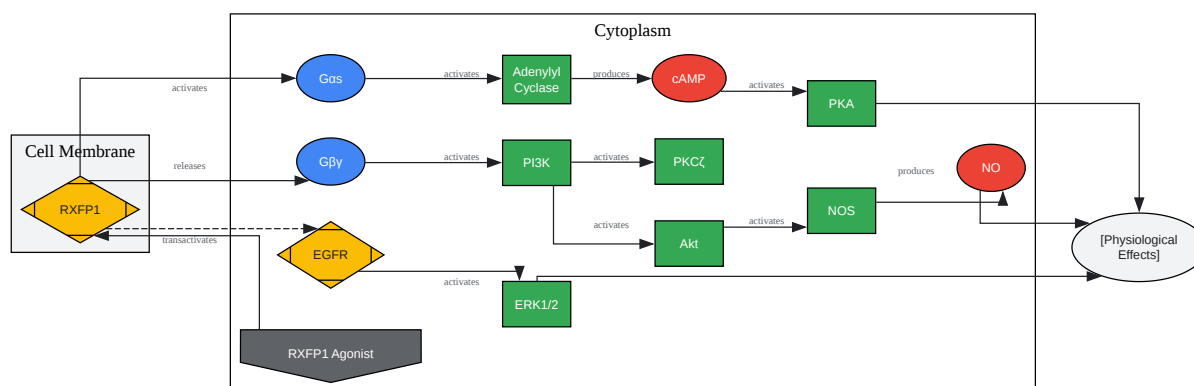 Cytoplasm
Gαs
activates
activates
Adenylyl
Cyclase
produces
cAMP
activates
PKA
Cell Membrane
RXFP1
releases
Gβγ
activates
PI3K
activates
PKCζ
produces
NO
activates
Akt
activates
NOS
transactivates
EGFR
activates
ERK1/2
[Physiological
Effects]
RXFP1 Agonist